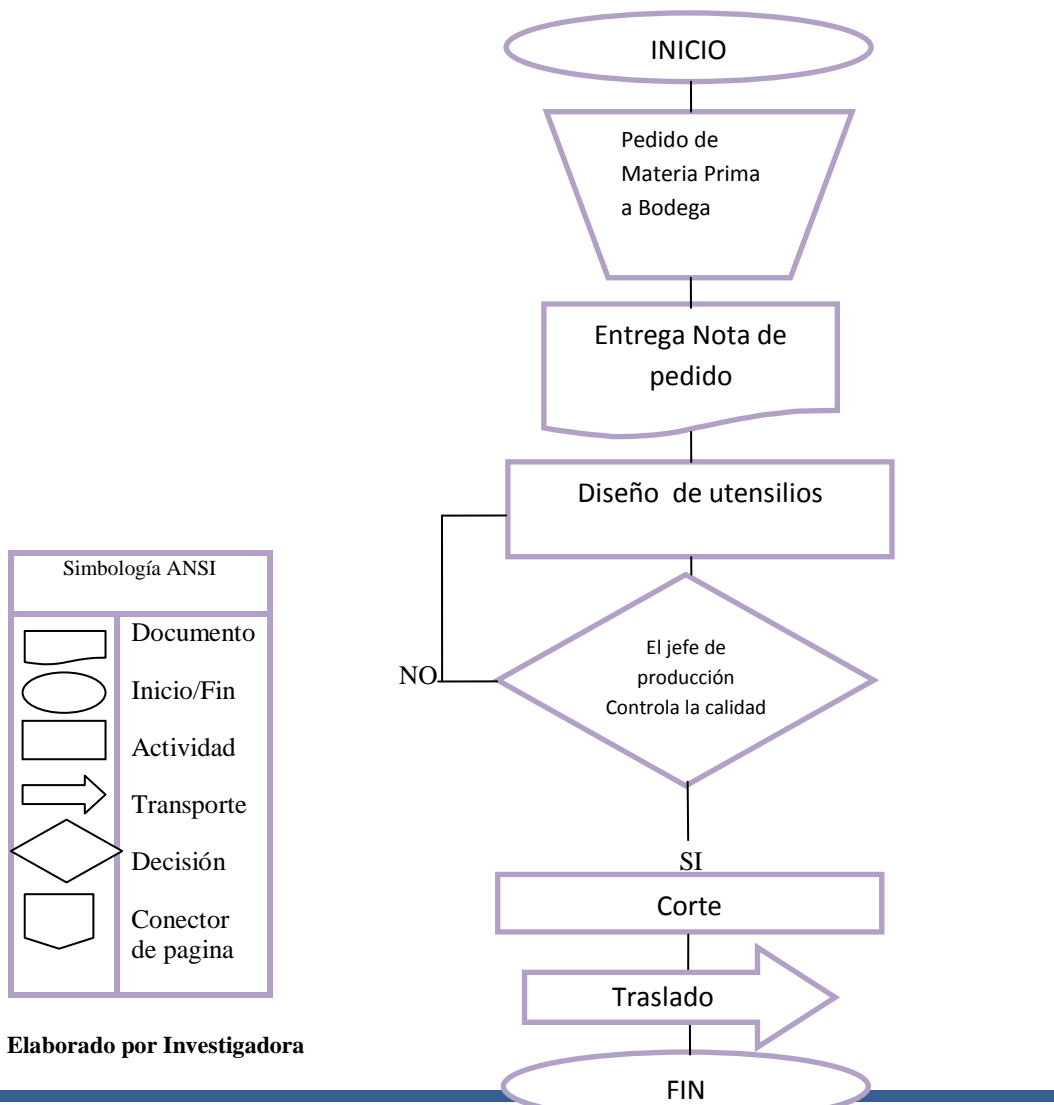 INICIO
Pedido de
Materia Prima
a Bodega
Entrega Nota de
pedido
Diseño de utensilios
El jefe de
producción
Controla la calidad
NO
SI
Corte
Traslado
FIN
Simbología ANSI
Documento
Inicio/Fin
Actividad
Transporte
Decisión
Conector
de pagina
Elaborado por Investigadora